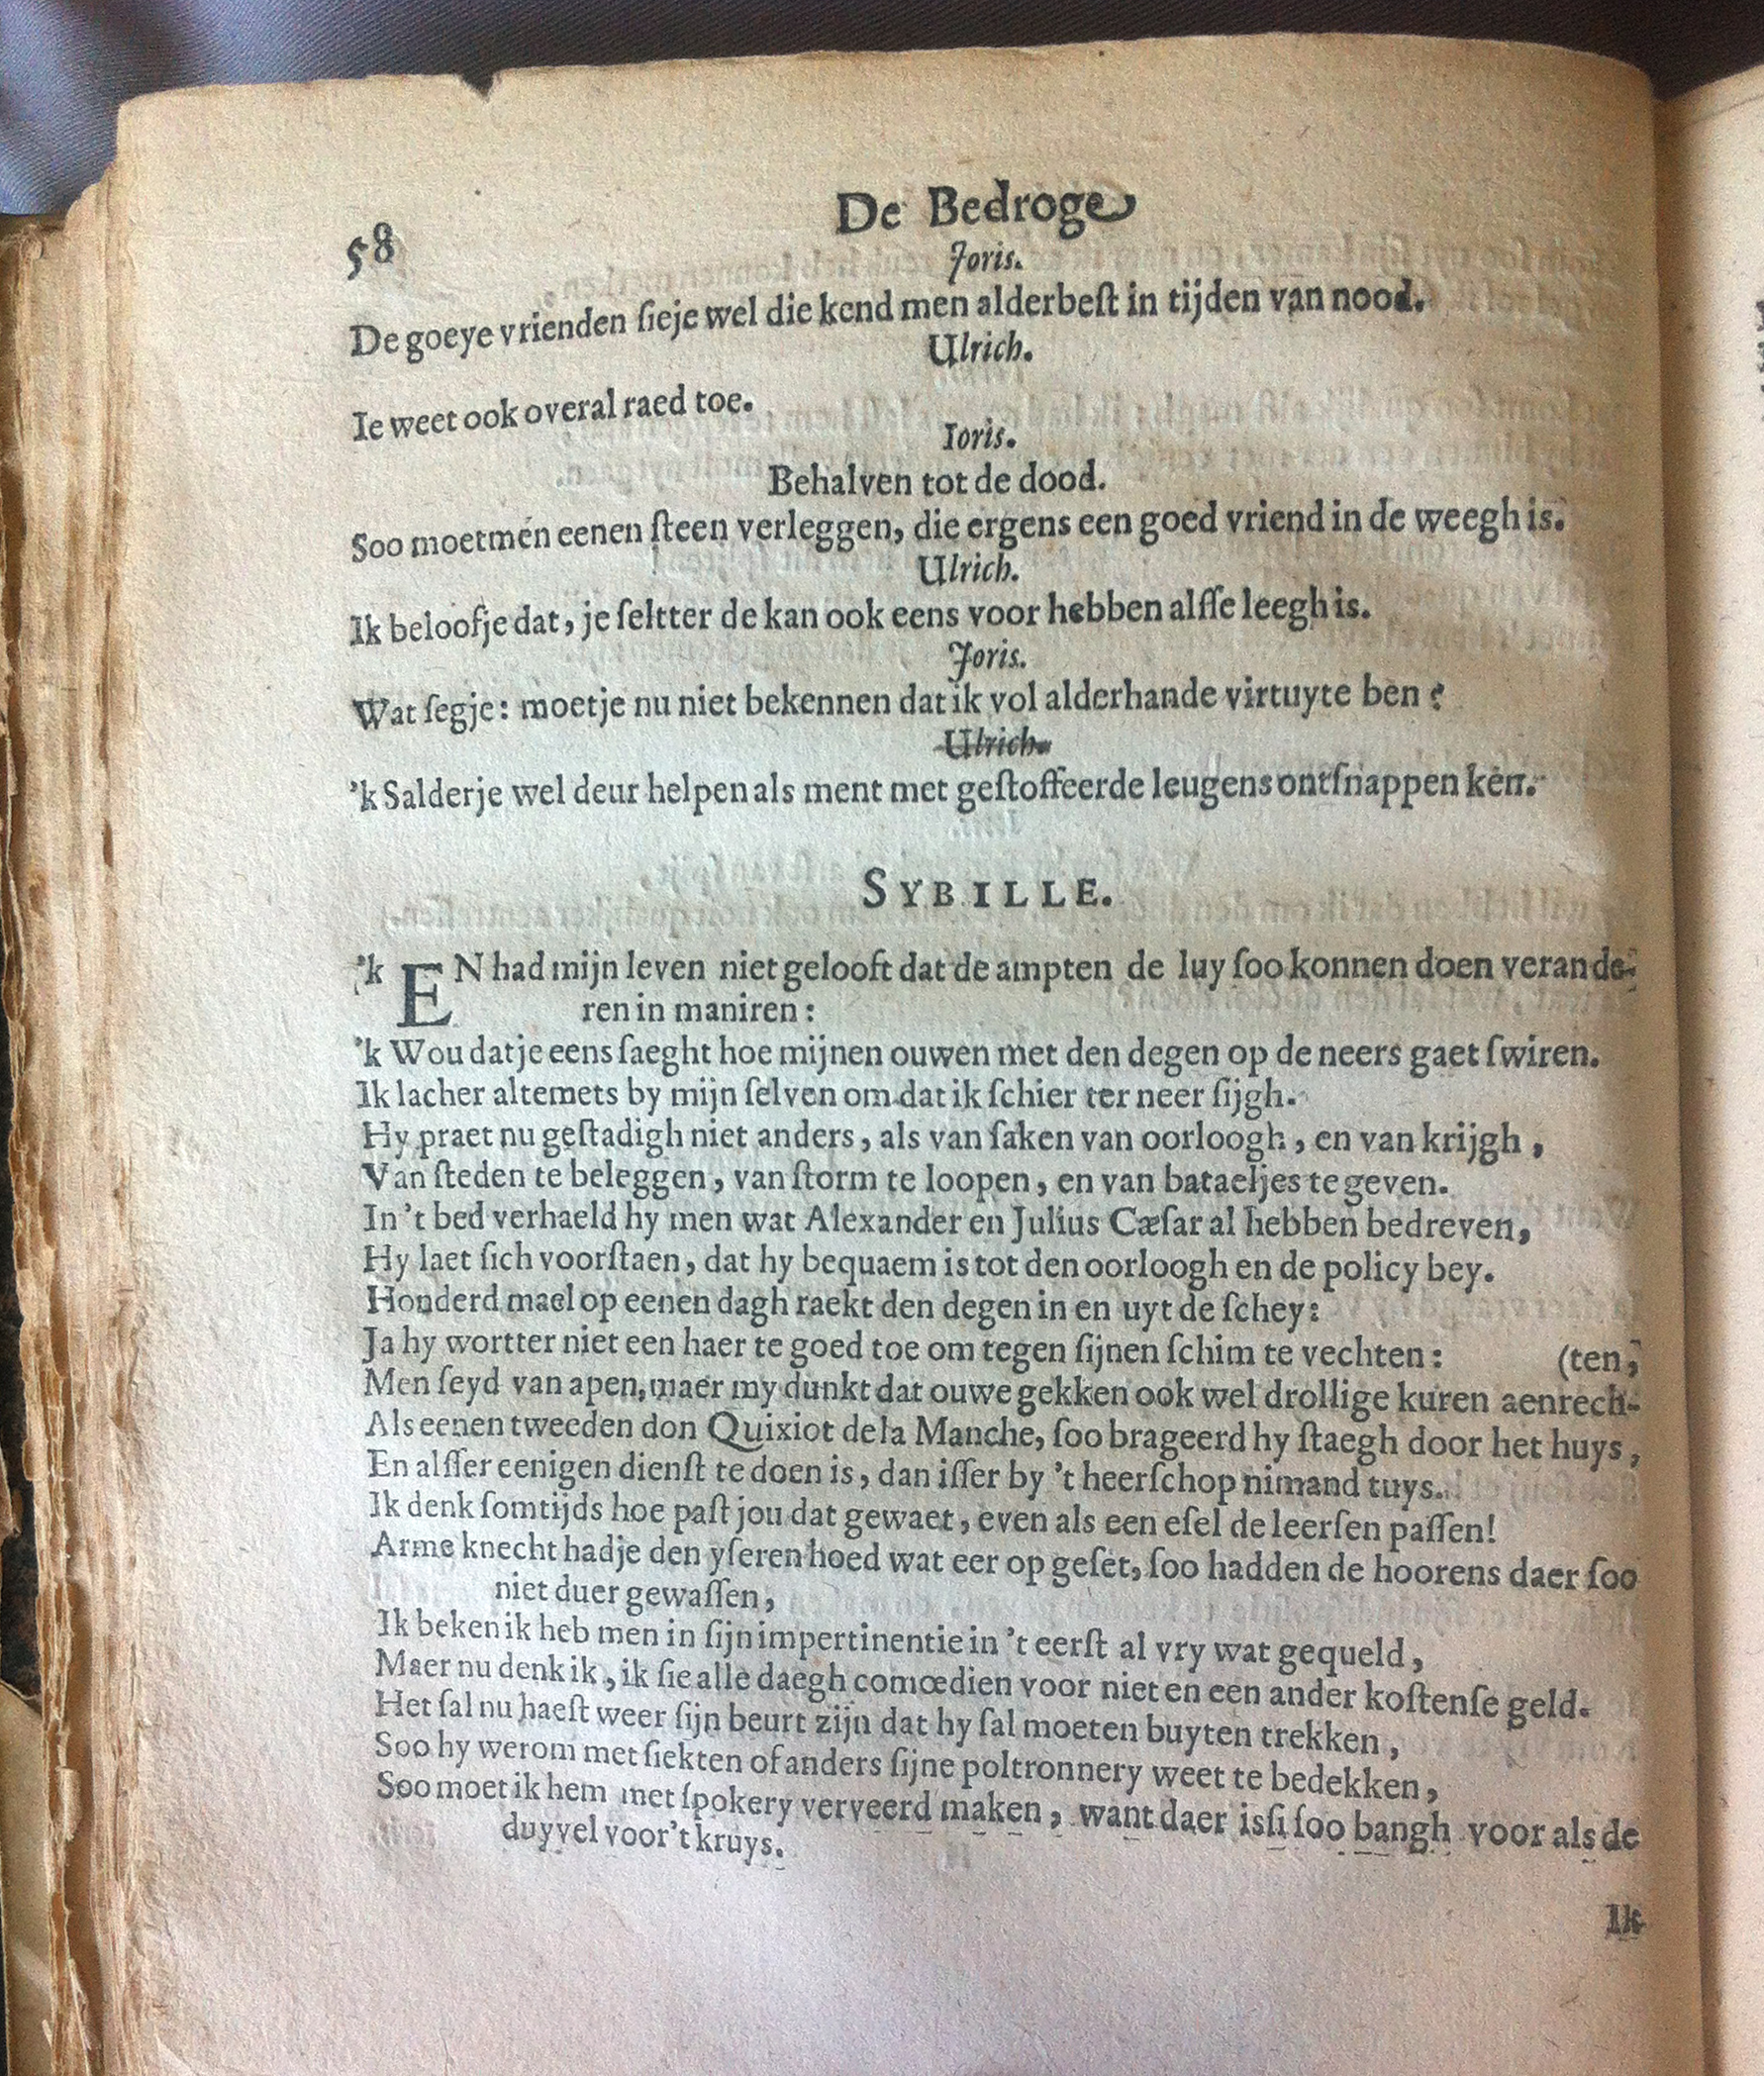 58
De Bedroge
Joris.
De goeye vrienden ſieje wel die kend men alderbeſt in tijden van nood.
Ulrich.
Ie weet ook overal raed toe.
Ioris.
Behalven tot de dood.
Soo moetmen eenen ſteen verleggen, die ergens een goed vriend in de weegh is.
Ulrich.
Ik beloofje dat, je ſeltter de kan ook eens voor hebben alſſe leegh is.
Joris.
Wat ſegje: moetje nu niet bekennen dat ik vol alderhande virtuyte ben?
Ulrich.
'k Salderje wel deur helpen als ment met geſtoffeerde leugens ontſnappen ken.
SYBILLE.
'k EN had mijn leven niet gelooft dat de ampten de luy ſoo konnen doen verande-
ren in maniren:
'k Wou datje eens ſaeght hoe mijnen ouwen met den degen op de neers gaet ſwiren.
Ik lacher altemets by mijn ſelven om dat ik ſchier ter neer ſijgh.
Hy praet nu geſtadigh niet anders, als van ſaken van oorloogh, en van krijgh,
Van ſteden te beleggen, van ſtorm te loopen, en van bataeljes te geven.
In 't bed verhaeld hy men wat Alexander en Julius Cæſar al hebben bedreven,
Hy laet ſich voorſtaen, dat hy bequaem is tot den oorloogh en de policy bey.
Honderd mael op eenen dagh raekt den degen in en uyt de ſchey:
Ja hy wortter niet een haer te goed toe om tegen ſijnen ſchim te vechten: (ten,
Men ſeyd van apen, maer my dunkt dat ouwe gekken ook wel drollige kuren aenrech-
Als eenen tweeden don Quixiot dela Manche, ſoo brageerd hy ſtaegh door het huys,
En alſſer eenigen dienſt te doen is, dan iſſer by 't heerſchop nimand tuys.
Ik denk ſomtijds hoe paſt jou dat gewaet, even als een eſel de leerſen paſſen!
Arme knecht hadje den yſeren hoed wat eer op geſet, ſoo hadden de hoorens daer ſoo
niet duer gewaſſen,
Ik beken ik heb men in ſijn impertinentie in 't eerſt al vry wat gequeld,
Maer nu denk ik, ik ſie alle daegh comœdien voor niet en een ander koſtenſe geld.
Het ſal nu haeſt weer ſijn beurt zijn dat hy ſal moeten buyten trekken,
Soo hy werom met ſiekten of anders ſijne poltronnery weet te bedekken,
Soo moet ik hem met ſpokery verveerd maken, want daer isſi ſoo bangh voor als de
duyvel voor't kruys.
Ik